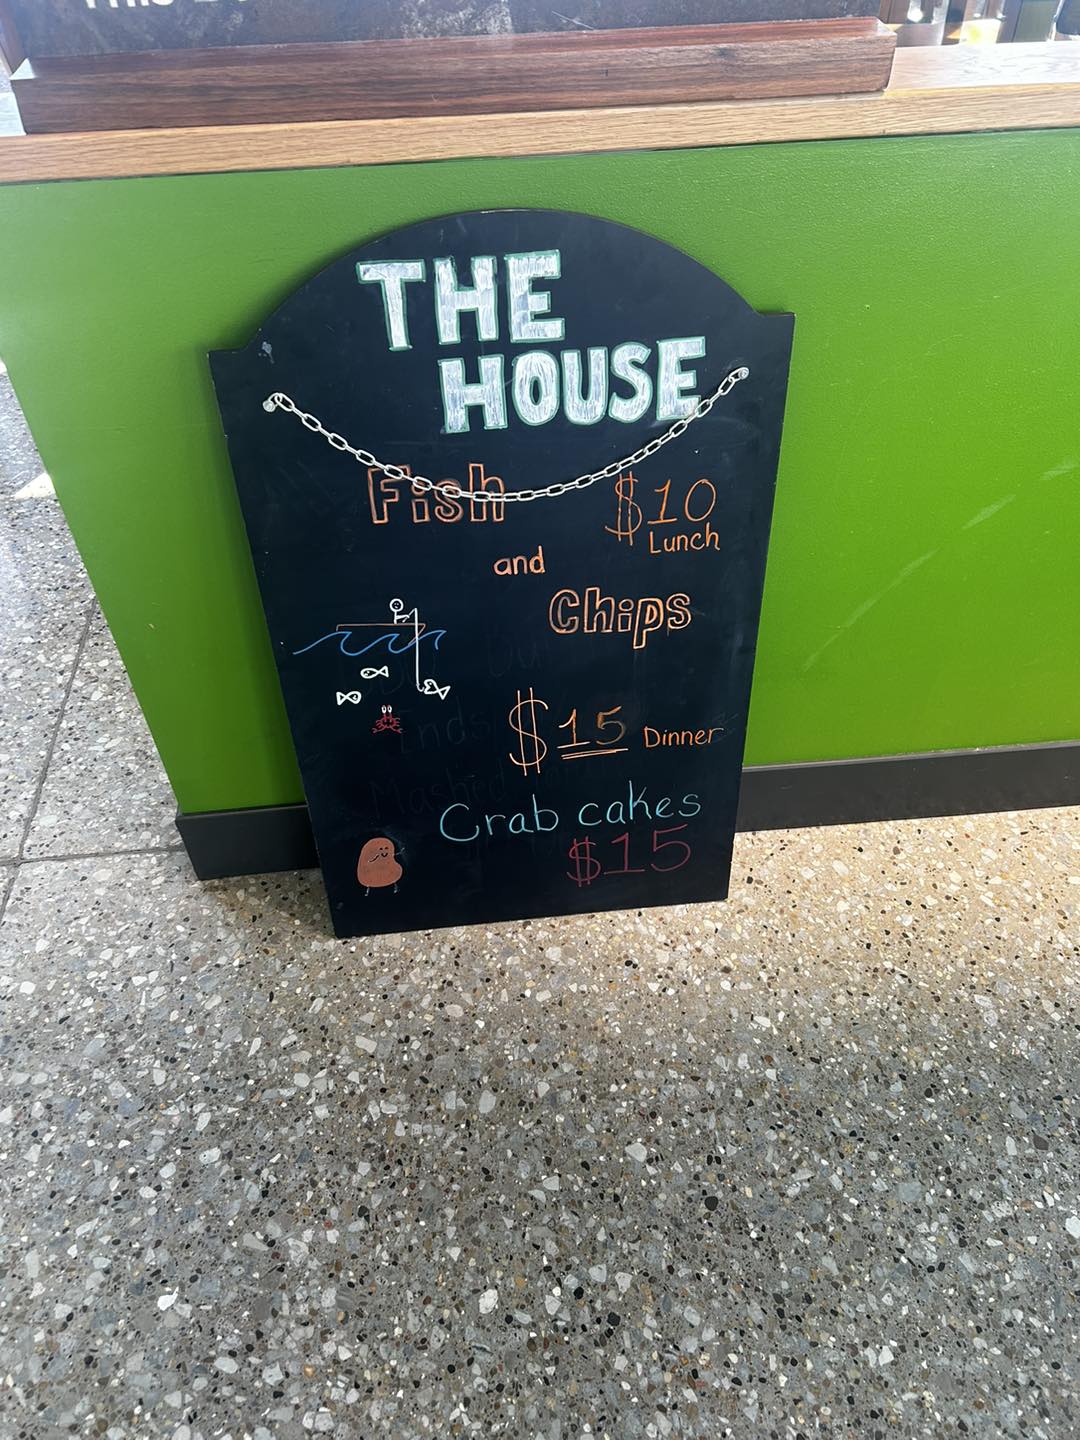 THE
HOUSE
Fish
$10
Lunch
and
Chips
$15 Dinner
Crab cakes
$15